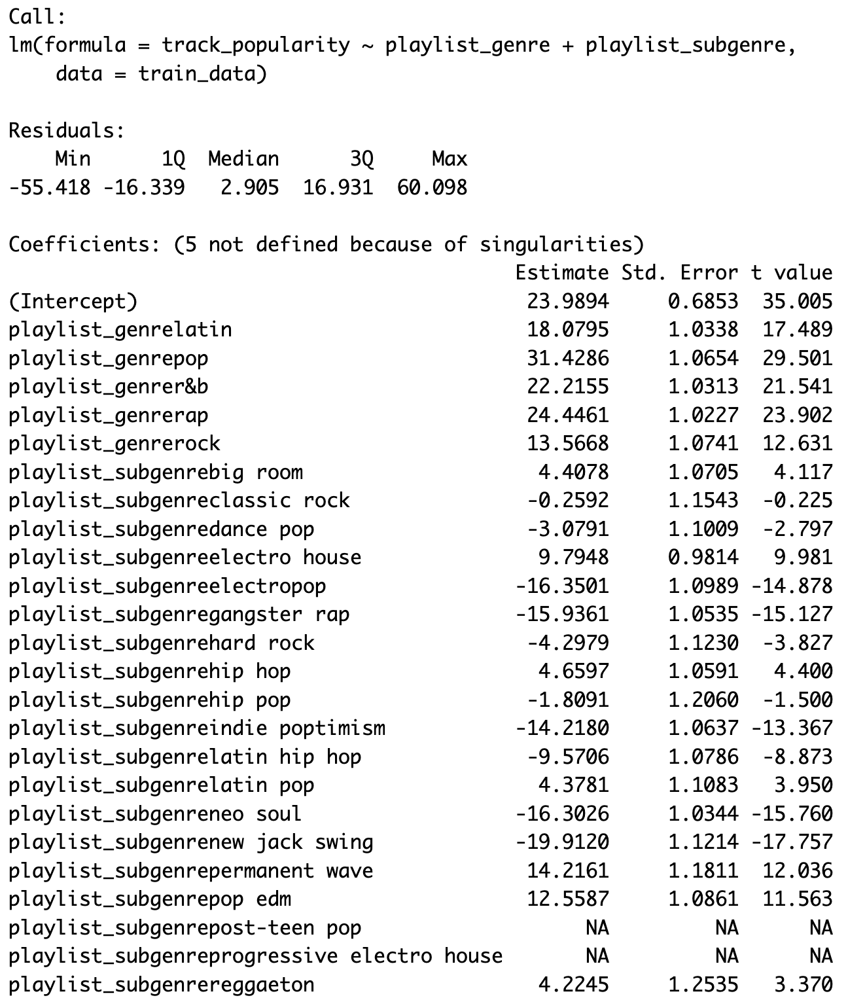 Call:
lm(formula = track_popularity ~ playlist_genre + playlist_subgenre,
    data = train_data)

Residuals:
    Min      1Q  Median      3Q     Max
-55.418 -16.339   2.905  16.931  60.098

Coefficients: (5 not defined because of singularities)
                                           Estimate Std. Error t value
(Intercept)                                 23.9894     0.6853  35.005
playlist_genrelatin                         18.0795     1.0338  17.489
playlist_genrepop                           31.4286     1.0654  29.501
playlist_genrer&b                           22.2155     1.0313  21.541
playlist_genrerap                           24.4461     1.0227  23.902
playlist_genrerock                          13.5668     1.0741  12.631
playlist_subgenrebig room                    4.4078     1.0705   4.117
playlist_subgenreclassic rock               -0.2592     1.1543  -0.225
playlist_subgenredance pop                  -3.0791     1.1009  -2.797
playlist_subgenreelectro house               9.7948     0.9814   9.981
playlist_subgenreelectropop                -16.3501     1.0989 -14.878
playlist_subgenregangster rap              -15.9361     1.0535 -15.127
playlist_subgenrehard rock                  -4.2979     1.1230  -3.827
playlist_subgenrehip hop                     4.6597     1.0591   4.400
playlist_subgenrehip pop                    -1.8091     1.2060  -1.500
playlist_subgenreindie poptimism           -14.2180     1.0637 -13.367
playlist_subgenrelatin hip hop              -9.5706     1.0786  -8.873
playlist_subgenrelatin pop                   4.3781     1.1083   3.950
playlist_subgenreneo soul                  -16.3026     1.0344 -15.760
playlist_subgenrenew jack swing            -19.9120     1.1214 -17.757
playlist_subgenrepermanent wave             14.2161     1.1811  12.036
playlist_subgenrepop edm                    12.5587     1.0861  11.563
playlist_subgenrepost-teen pop                   NA         NA      NA
playlist_subgenreprogressive electro house       NA         NA      NA
playlist_subgenrereggaeton                   4.2245     1.2535   3.370